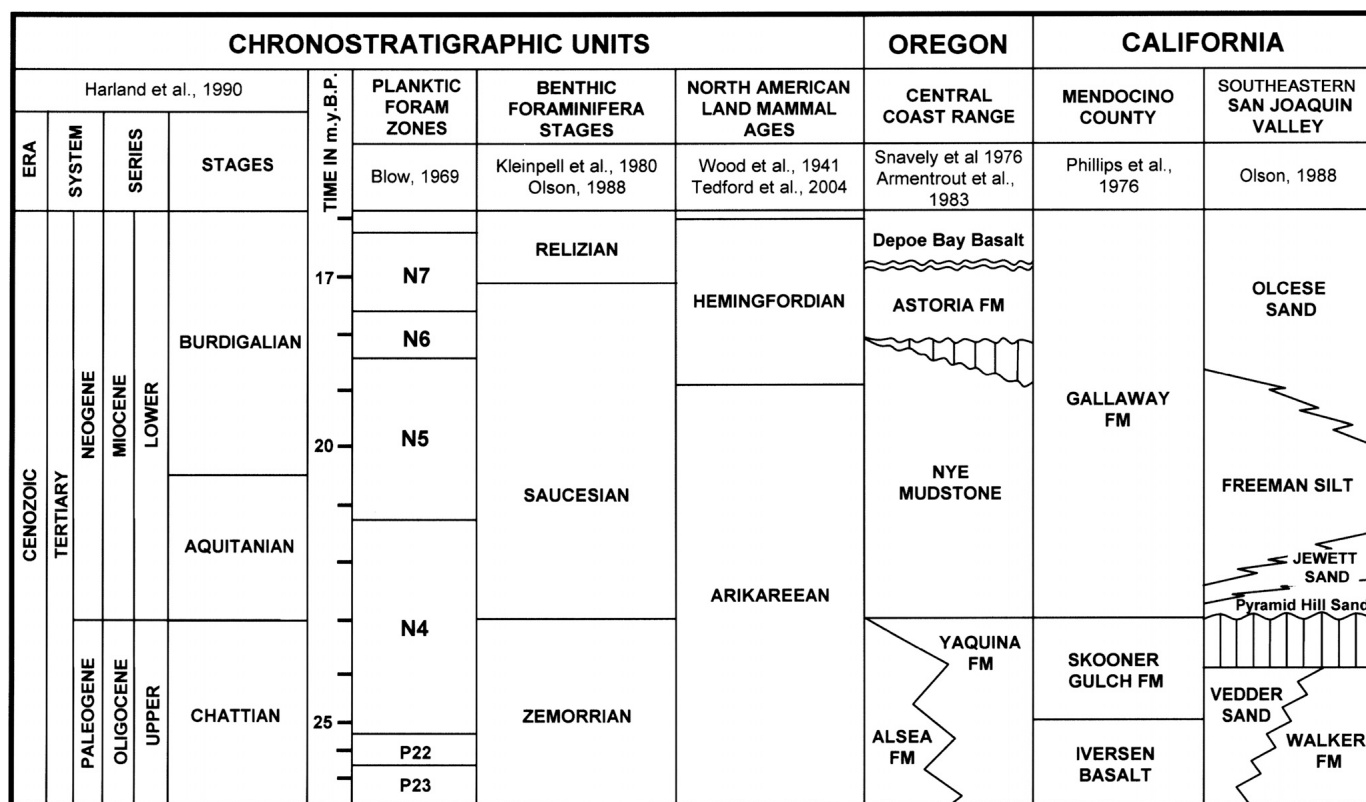 CHRONOSTRATIGRAPHIC UNITS
OREGON
CALIFORNIA
Harland et al., 1990
TIME IN m.y.B.P.
PLANKTIC
FORAM
ZONES
BENTHIC
FORAMINIFERA
STAGES
NORTH AMERICAN
LAND MAMMAL
AGES
CENTRAL
COAST RANGE
MENDOCINO
COUNTY
SOUTHEASTERN
SAN JOAQUIN
VALLEY
ERA
SYSTEM
SERIES
STAGES
Blow, 1969
Kleinpell et al., 1980
Olson, 1988
Wood et al., 1941
Tedford et al., 2004
Snavely et al 1976
Armentrout et al.,
1983
Phillips et al.,
1976
Olson, 1988
CENOZOIC
TERTIARY
NEOGENE
PALEOGENE
MIOCENE
OLIGOCENE
LOWER
UPPER
BURDIGALIAN
AQUITANIAN
CHATTIAN
17
20
25
N7
N6
N5
N4
P22
P23
RELIZIAN
SAUCESIAN
ZEMORRIAN
HEMINGFORDIAN
ARIKAREEAN
Depoe Bay Basalt
ASTORIA FM
NYE
MUDSTONE
YAQUINA
FM
ALSEA
FM
GALLAWAY
FM
SKOONER
GULCH FM
IVERSEN
BASALT
OLCESE
SAND
FREEMAN SILT
JEWETT
SAND
Pyramid Hill Sand
VEDDER
SAND
WALKER
FM